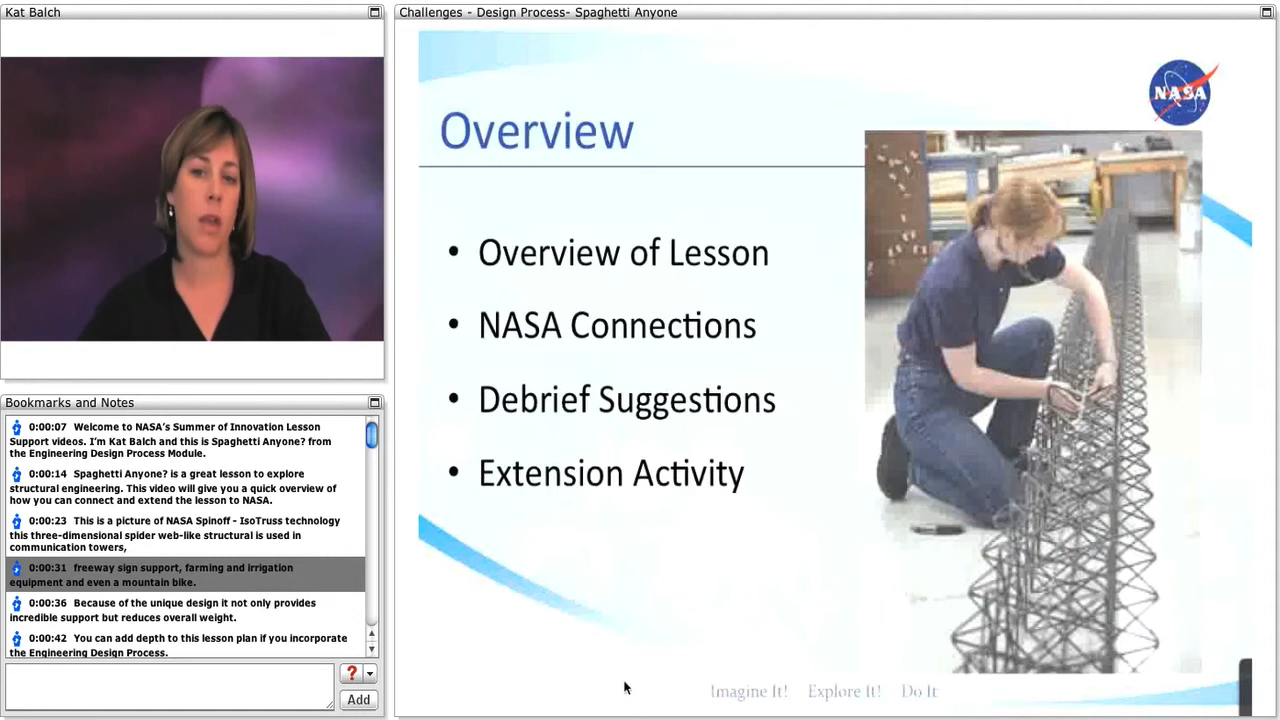 Kat Balch
Challenges - Design Process- Spaghetti Anyone
NASA
Overview
• Overview of Lesson
• NASA Connections
• Debrief Suggestions
• Extension Activity
Imagine It! Explore It! Do It
Bookmarks and Notes
0:00:07 Welcome to NASA's Summer of Innovation Lesson
Support videos. I'm Kat Balch and this is Spaghetti Anyone? from
the Engineering Design Process Module.
0:00:14 Spaghetti Anyone? is a great lesson to explore
structural engineering. This video will give you a quick overview of
how you can connect and extend the lesson to NASA.
0:00:23 This is a picture of NASA Spinoff - IsoTruss technology
this three-dimensional spider web-like structural is used in
communication towers,
0:00:31 freeway sign support, farming and irrigation
equipment and even a mountain bike.
0:00:36 Because of the unique design it not only provides
incredible support but reduces overall weight.
0:00:42 You can add depth to this lesson plan if you incorporate
the Engineering Design Process.
?
Add